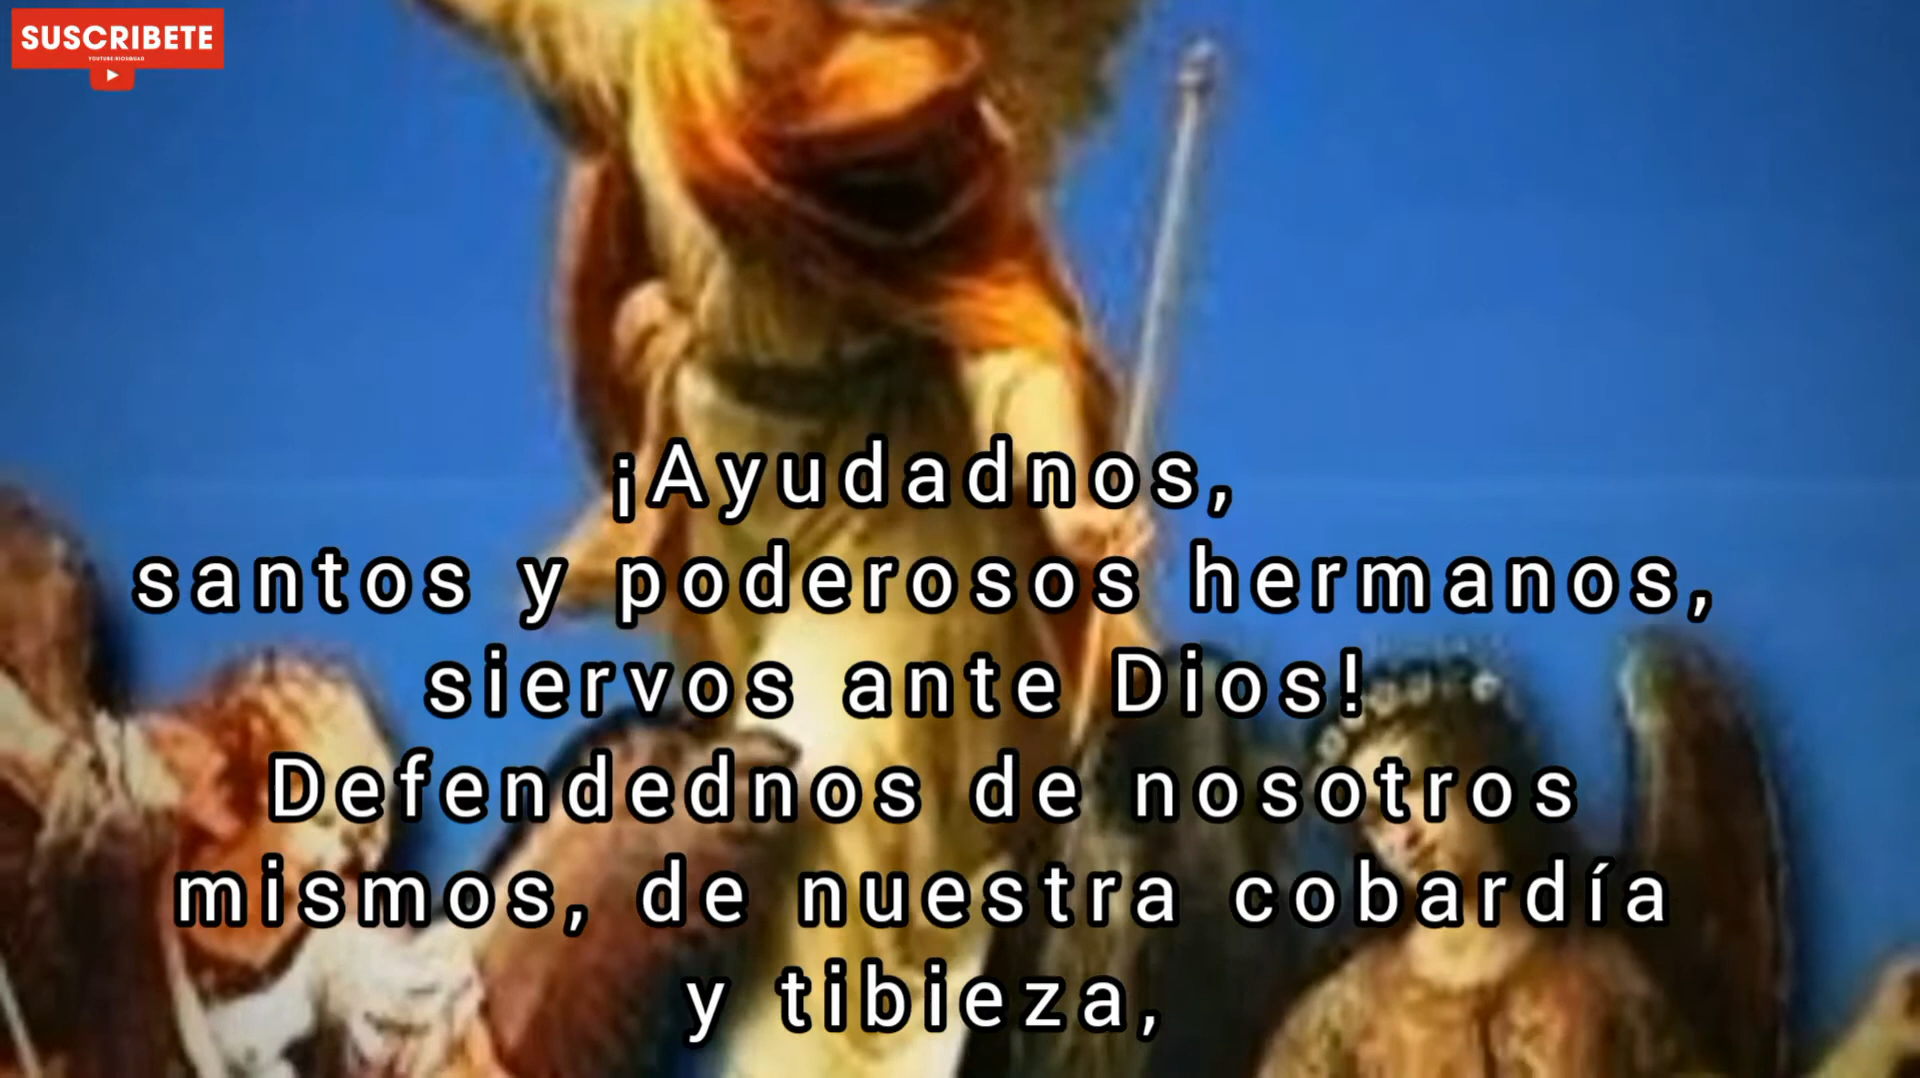 SUSCRIBETE
¡Ayudadnos,
santos y poderosos hermanos,
siervos ante Dios!
Defendednos de nosotros
mismos, de nuestra cobardía
y tibieza,